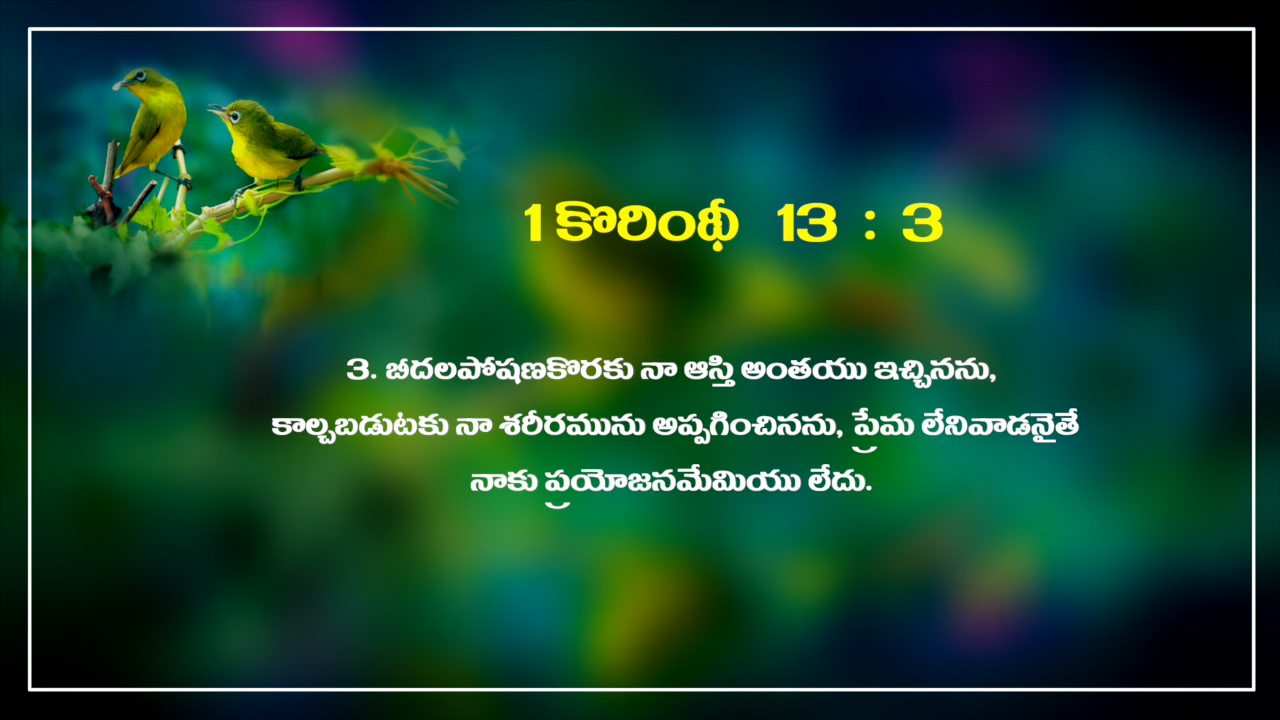 1 కొరింథీ 13 : 3
3. బీదలపోషణకొరకు నా ఆస్తి అంతయు ఇచ్చినను,
కాల్చబడుటకు నా శరీరమును అప్పగించినను, ప్రేమ లేనివాడనైతే
నాకు ప్రయోజనమేమియు లేదు.